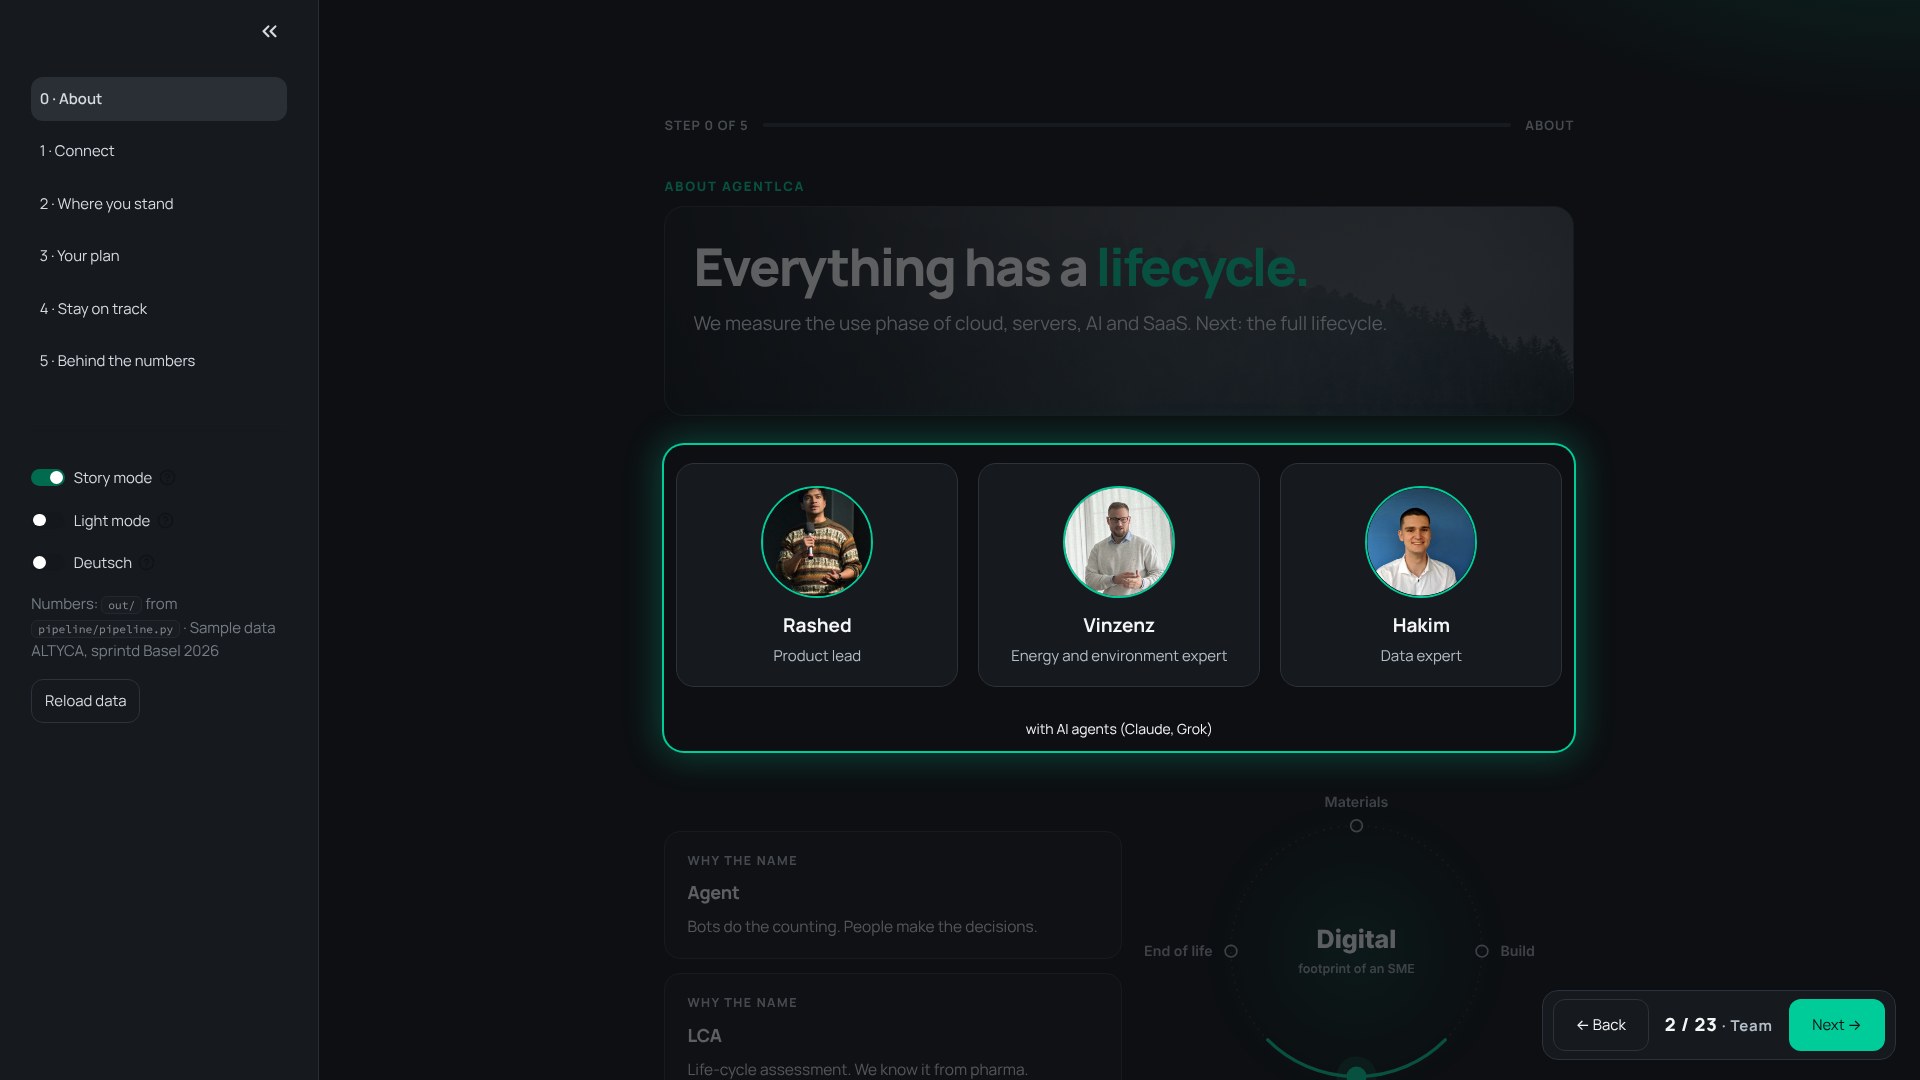 0 · About
1 · Connect
2 · Where you stand
3 · Your plan
4 · Stay on track
5 · Behind the numbers
Story mode
Light mode
Deutsch
Numbers: out/ from
pipeline/pipeline.py · Sample data
ALTYCA, sprintd Basel 2026
Reload data
STEP 0 OF 5
ABOUT
ABOUT AGENTLCA
Everything has a lifecycle.
We measure the use phase of cloud, servers, AI and SaaS. Next: the full lifecycle.
Rashed
Product lead
Vinzenz
Energy and environment expert
Hakim
Data expert
with AI agents (Claude, Grok)
WHY THE NAME
Agent
Bots do the counting. People make the decisions.
WHY THE NAME
LCA
Life-cycle assessment. We know it from pharma.
Materials
End of life
Digital
footprint of an SME
Build
← Back
2 / 23 · Team
Next →